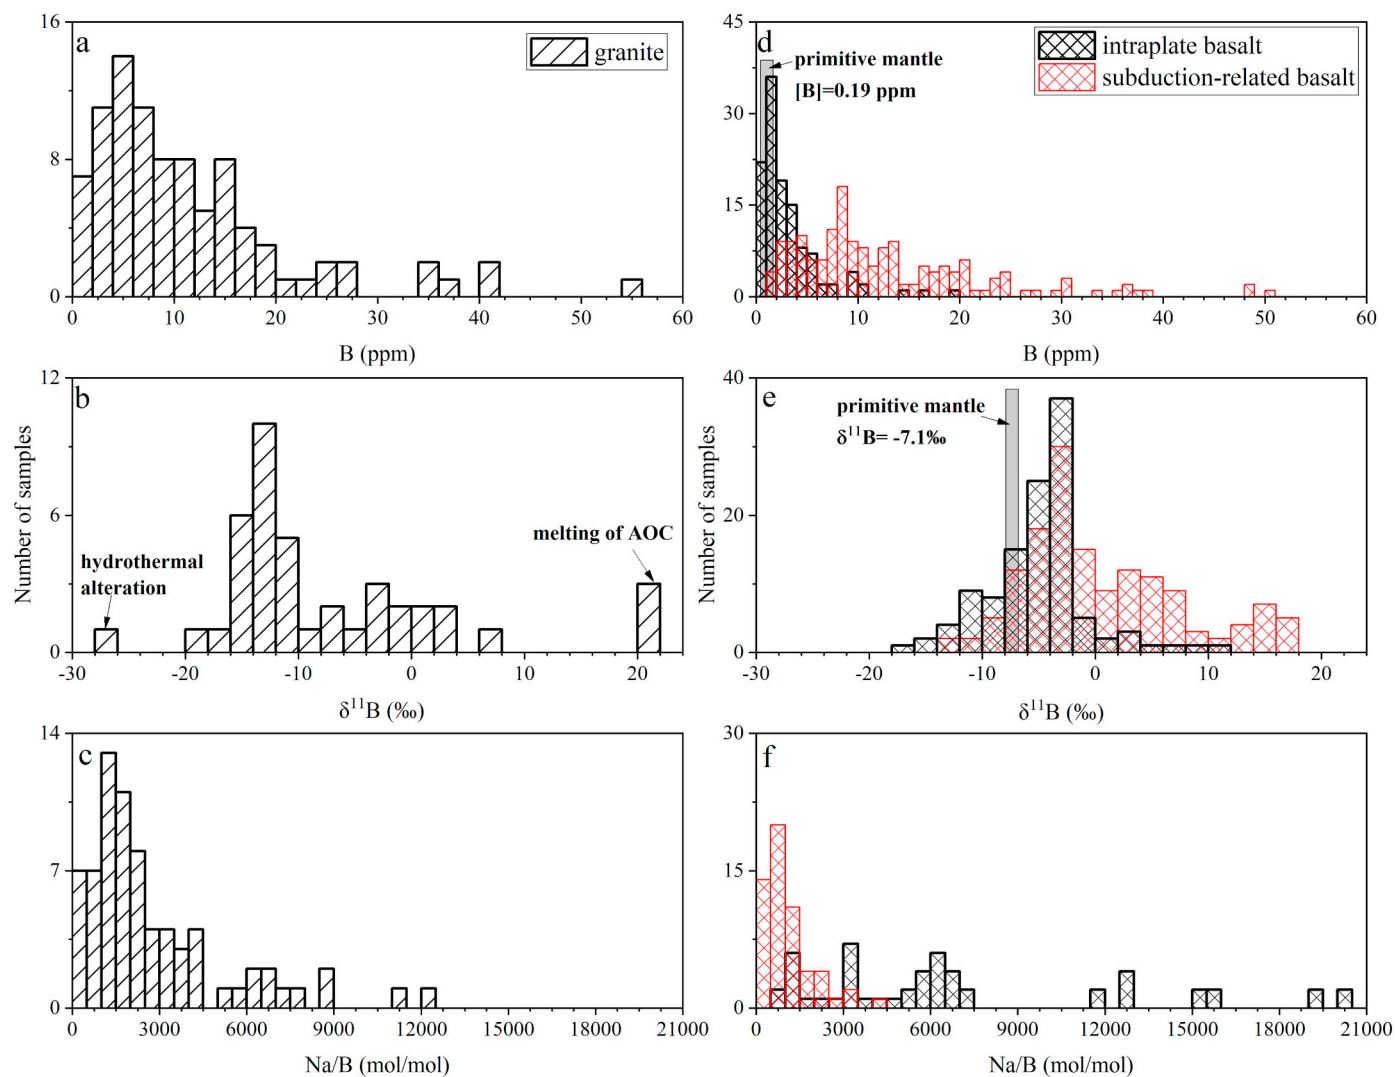 a
granite
16
8
0
0 10 20 30 40 50 60
B (ppm)
d
primitive mantle
[B]=0.19 ppm
intraplate basalt
subduction-related basalt
45
30
15
0
0 10 20 30 40 50 60
B (ppm)
b
hydrothermal
alteration
melting of AOC
Number of samples
12
6
0
-30 -20 -10 0 10 20
δ¹¹B (‰)
e
primitive mantle
δ¹¹B= -7.1‰
Number of samples
40
20
0
-30 -20 -10 0 10 20
δ¹¹B (‰)
c
14
7
0
0 3000 6000 9000 12000 15000 18000 21000
Na/B (mol/mol)
f
30
15
0
0 3000 6000 9000 12000 15000 18000 21000
Na/B (mol/mol)